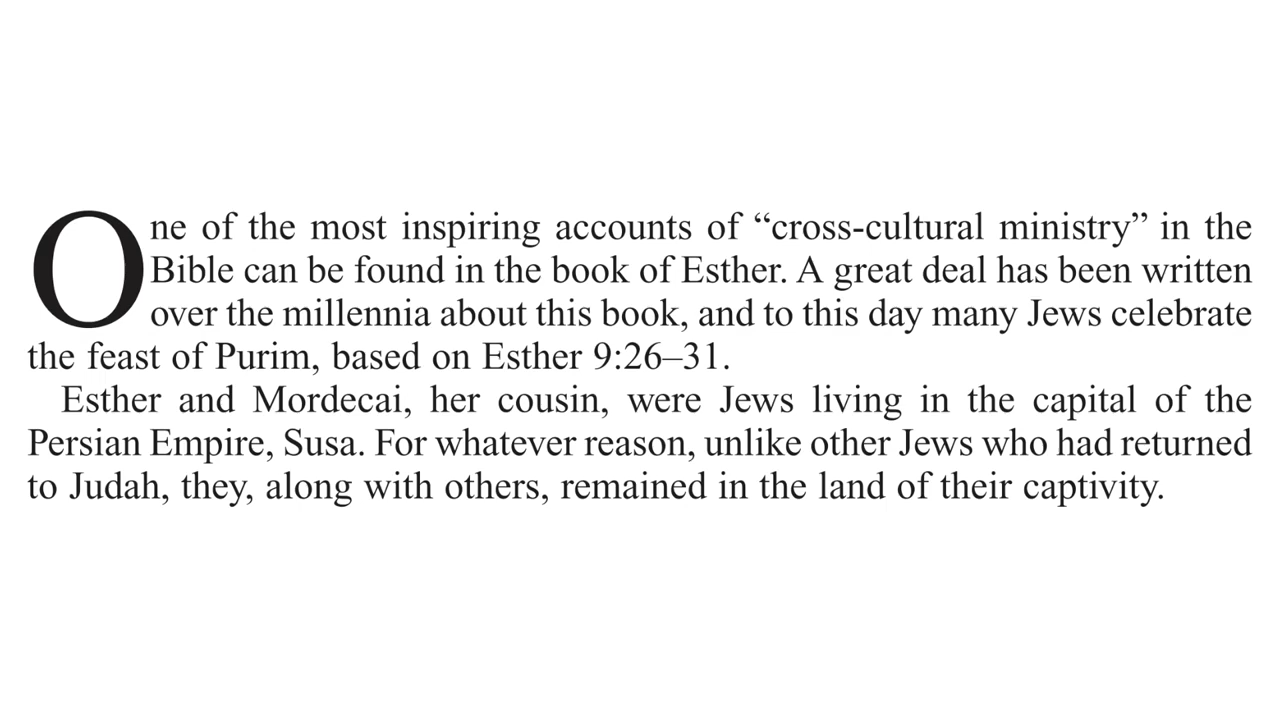 One of the most inspiring accounts of “cross-cultural ministry” in the
Bible can be found in the book of Esther. A great deal has been written
over the millennia about this book, and to this day many Jews celebrate
the feast of Purim, based on Esther 9:26–31.
Esther and Mordecai, her cousin, were Jews living in the capital of the
Persian Empire, Susa. For whatever reason, unlike other Jews who had returned
to Judah, they, along with others, remained in the land of their captivity.